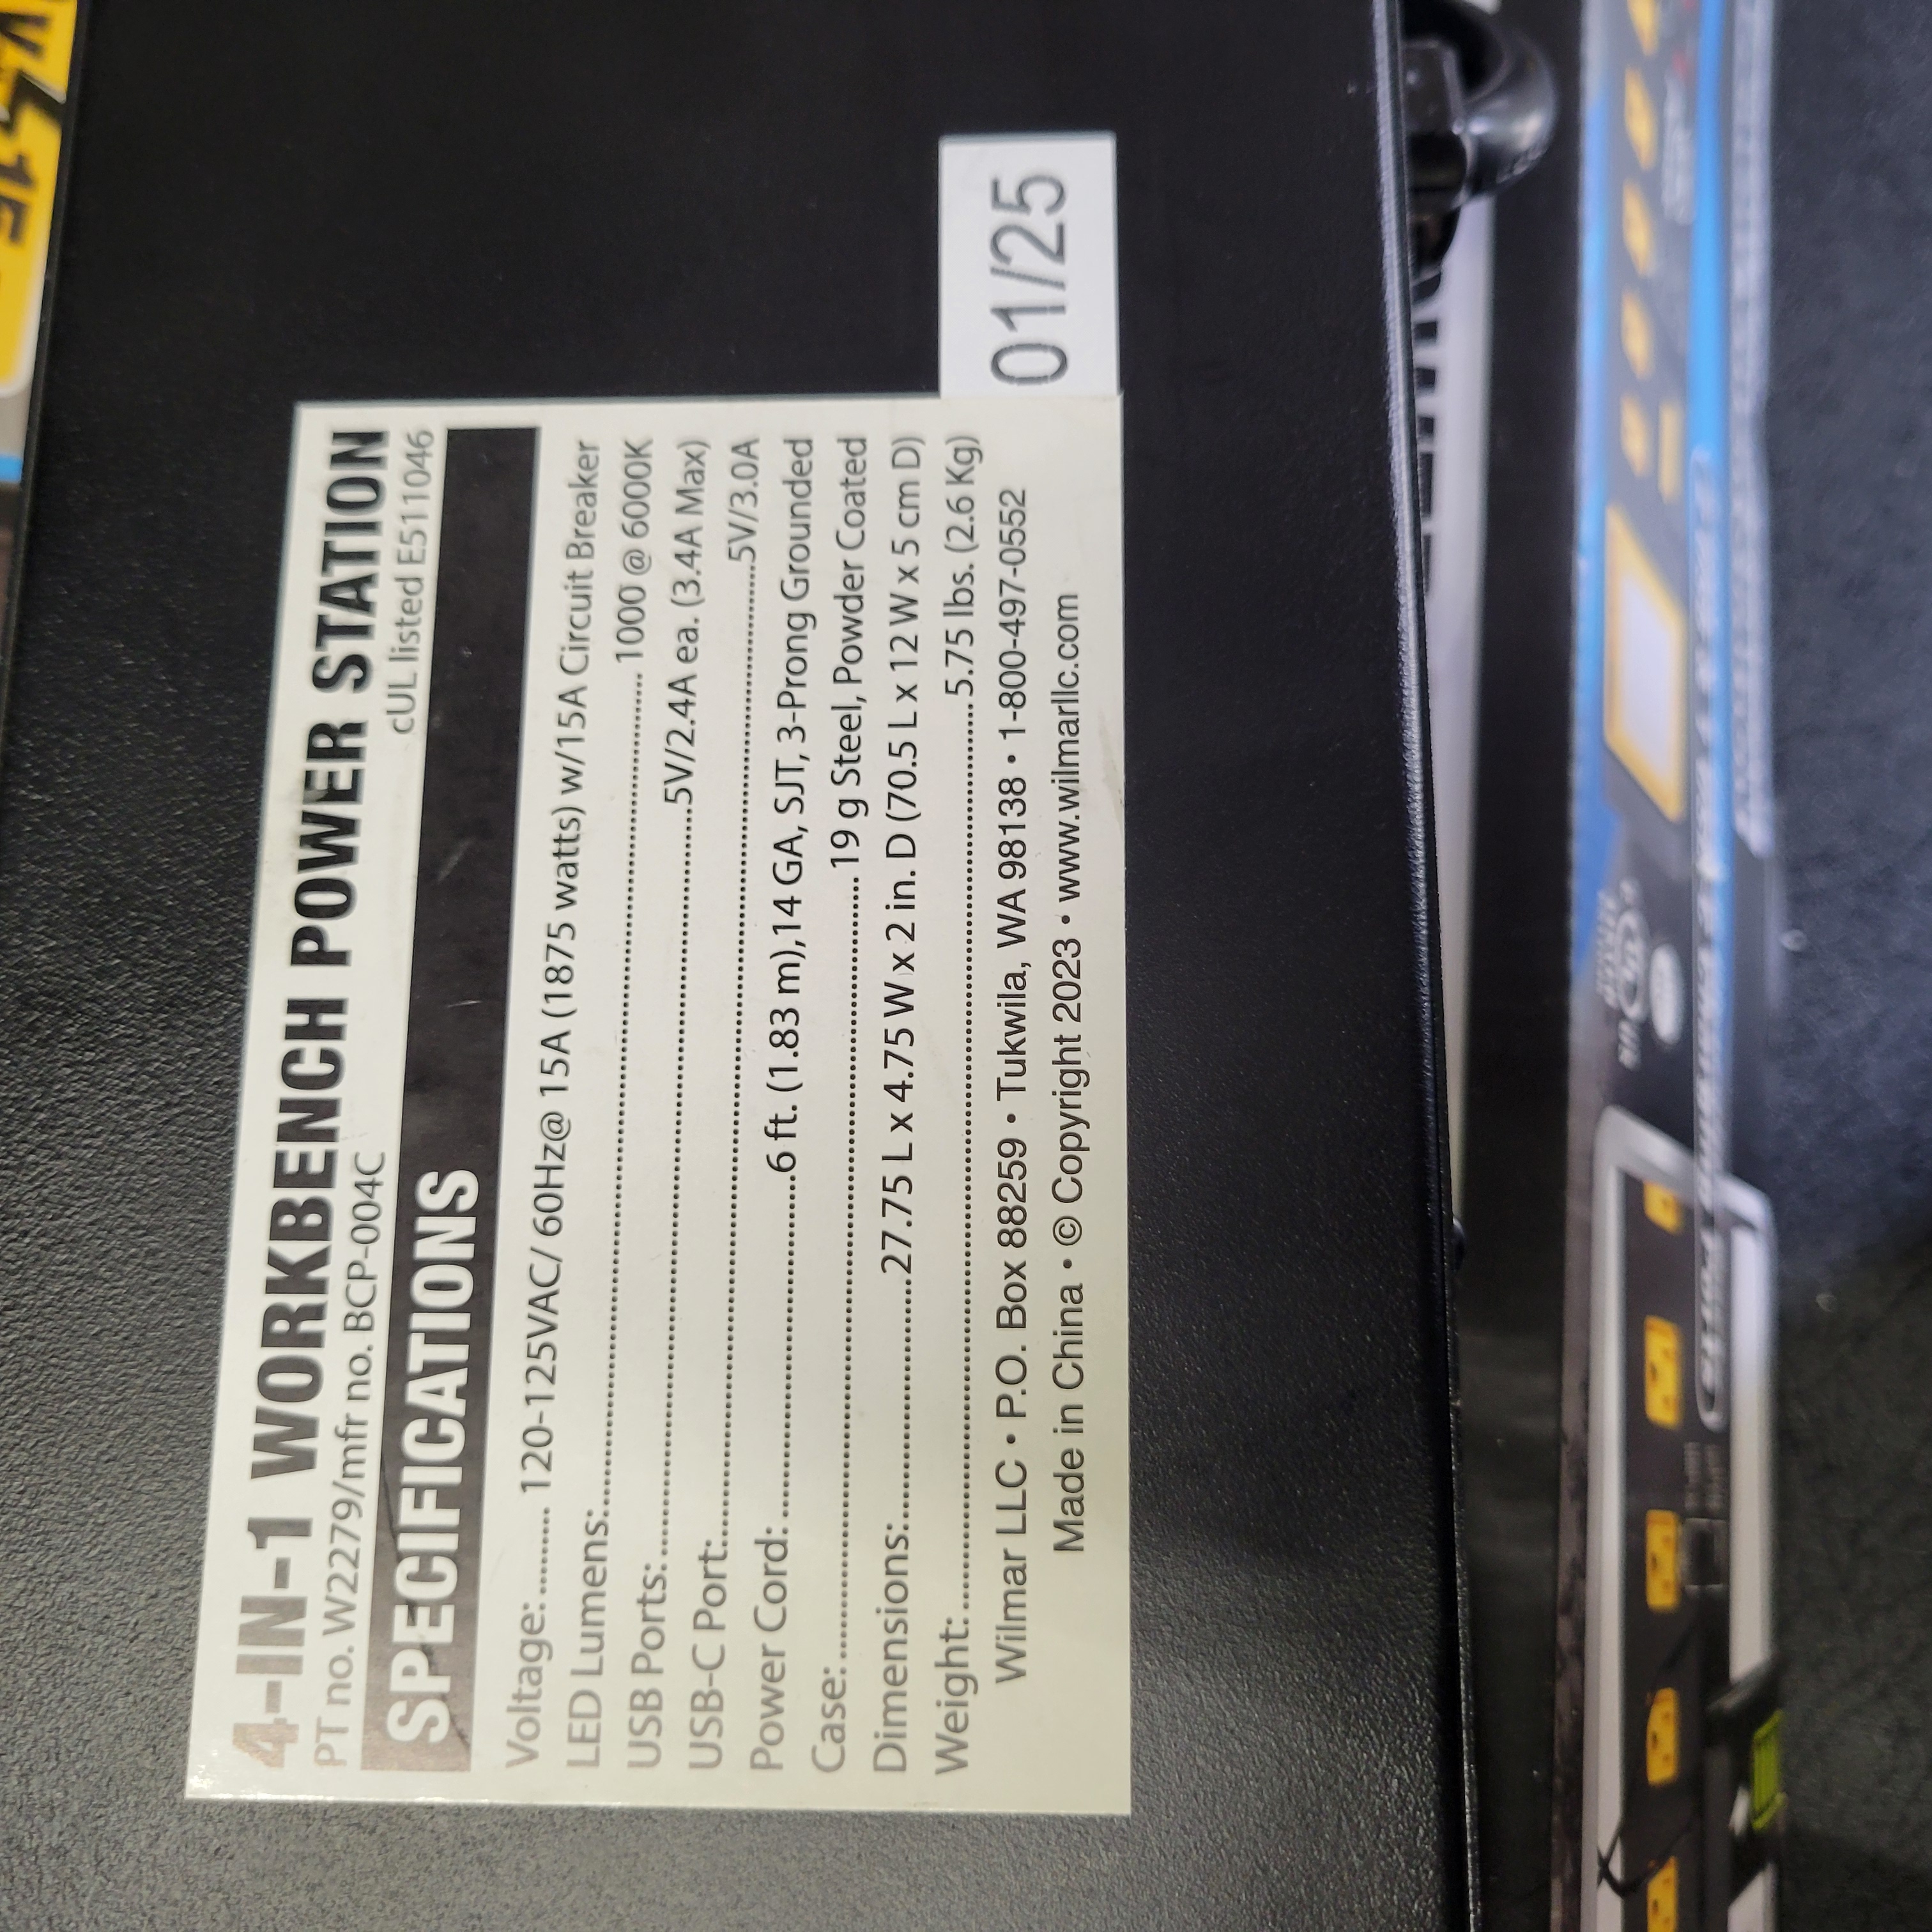 4-IN-1 WORKBENCH POWER STATION
PT no. W2279/mfr no. BCP-004C cUL listed E511046
SPECIFICATIONS
Voltage:......... 120-125VAC/ 60Hz@ 15A (1875 watts) w/15A Circuit Breaker
LED Lumens:.......... 1000 @ 6000K
USB Ports:..........5V/2.4A ea. (3.4A Max)
USB-C Port:..........5V/3.0A
Power Cord:..........6 ft. (1.83 m),14 GA, SJT, 3-Prong Grounded
Case:..........19 g Steel, Powder Coated
Dimensions:..........27.75 L x 4.75 W x 2 in. D (70.5 L x 12 W x 5 cm D)
Weight:..........5.75 lbs. (2.6 Kg)
Wilmar LLC • P.O. Box 88259 • Tukwila, WA 98138 • 1-800-497-0552
Made in China • © Copyright 2023 • www.wilmarllc.com
01/25